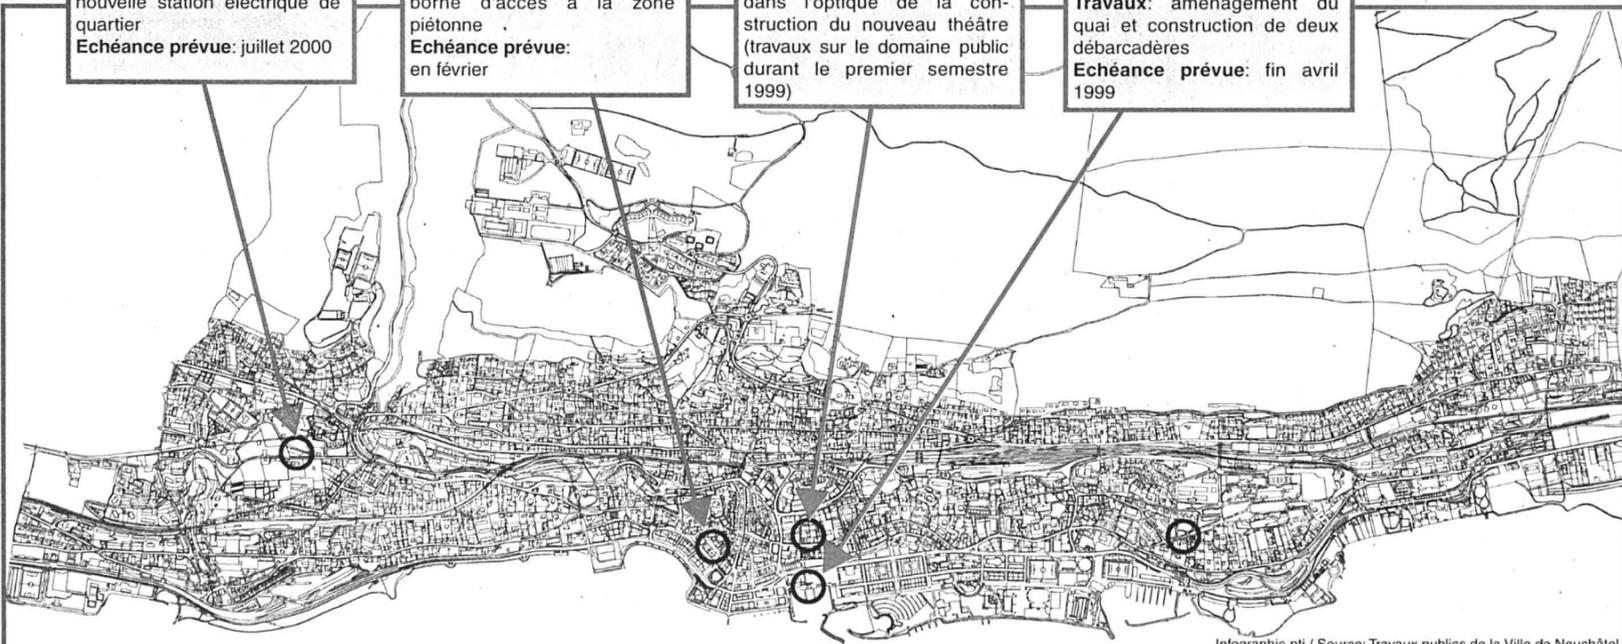 nouvelle station électrique de
quartier
Echéance prévue: juillet 2000
borne d'accès à la zone
piétonne
Echéance prévue:
en février
dans l'optique de la con-
struction du nouveau théâtre
(travaux sur le domaine public
durant le premier semestre
1999)
Travaux: aménagement du
quai et construction de deux
débarcadères
Echéance prévue: fin avril
1999
Infographie pti / Source: Travaux publics de la Ville de Neuchâtel